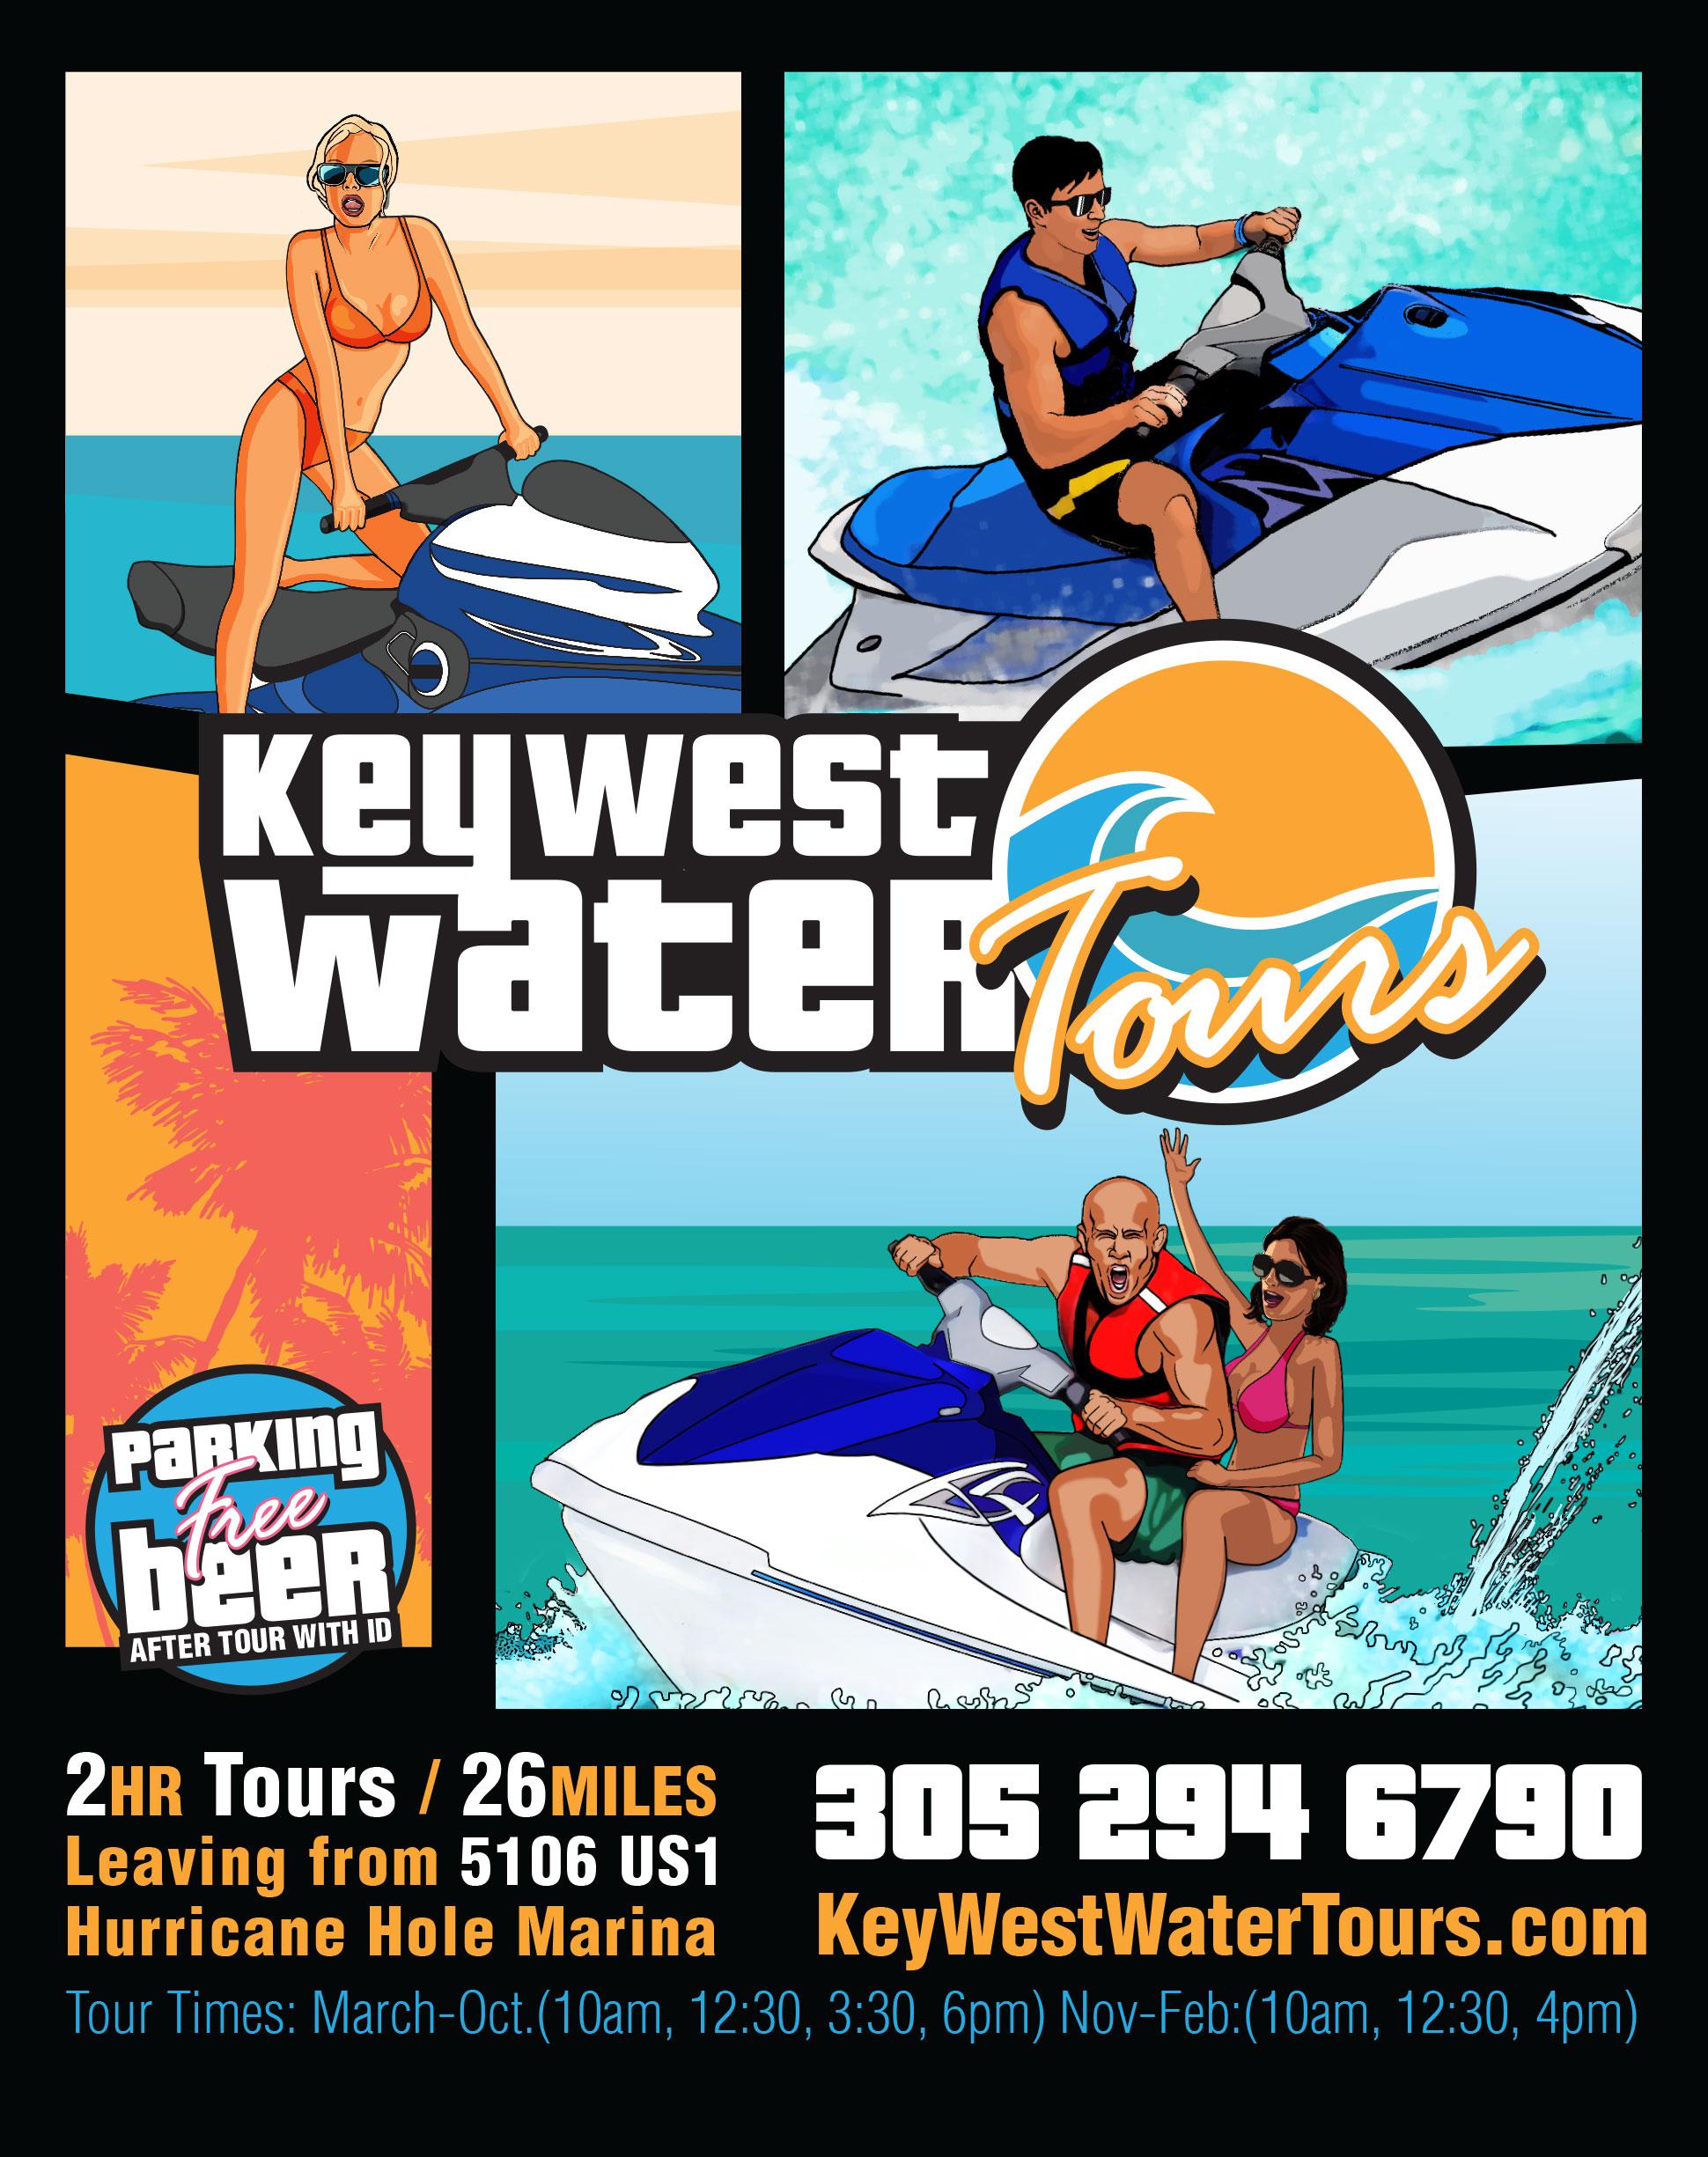 Keywest
water
Tours
Parking
Free
beer
AFTER TOUR WITH ID
2HR Tours / 26MILES
Leaving from 5106 US1
Hurricane Hole Marina
305 294 6790
KeyWestWaterTours.com
Tour Times: March-Oct.(10am, 12:30, 3:30, 6pm) Nov-Feb:(10am, 12:30, 4pm)